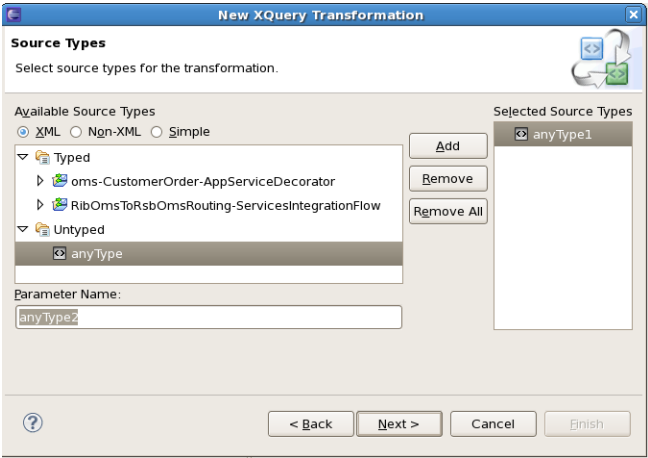 New XQuery Transformation
Source Types
Select source types for the transformation.
Available Source Types
XML Non-XML Simple
Typed
oms-CustomerOrder-AppServiceDecorator
RibOmsToRsbOmsRouting-ServicesIntegrationFlow
Untyped
anyType
Parameter Name:
anyType2
Add
Remove
Remove All
Selected Source Types
anyType1
< Back Next > Cancel Finish